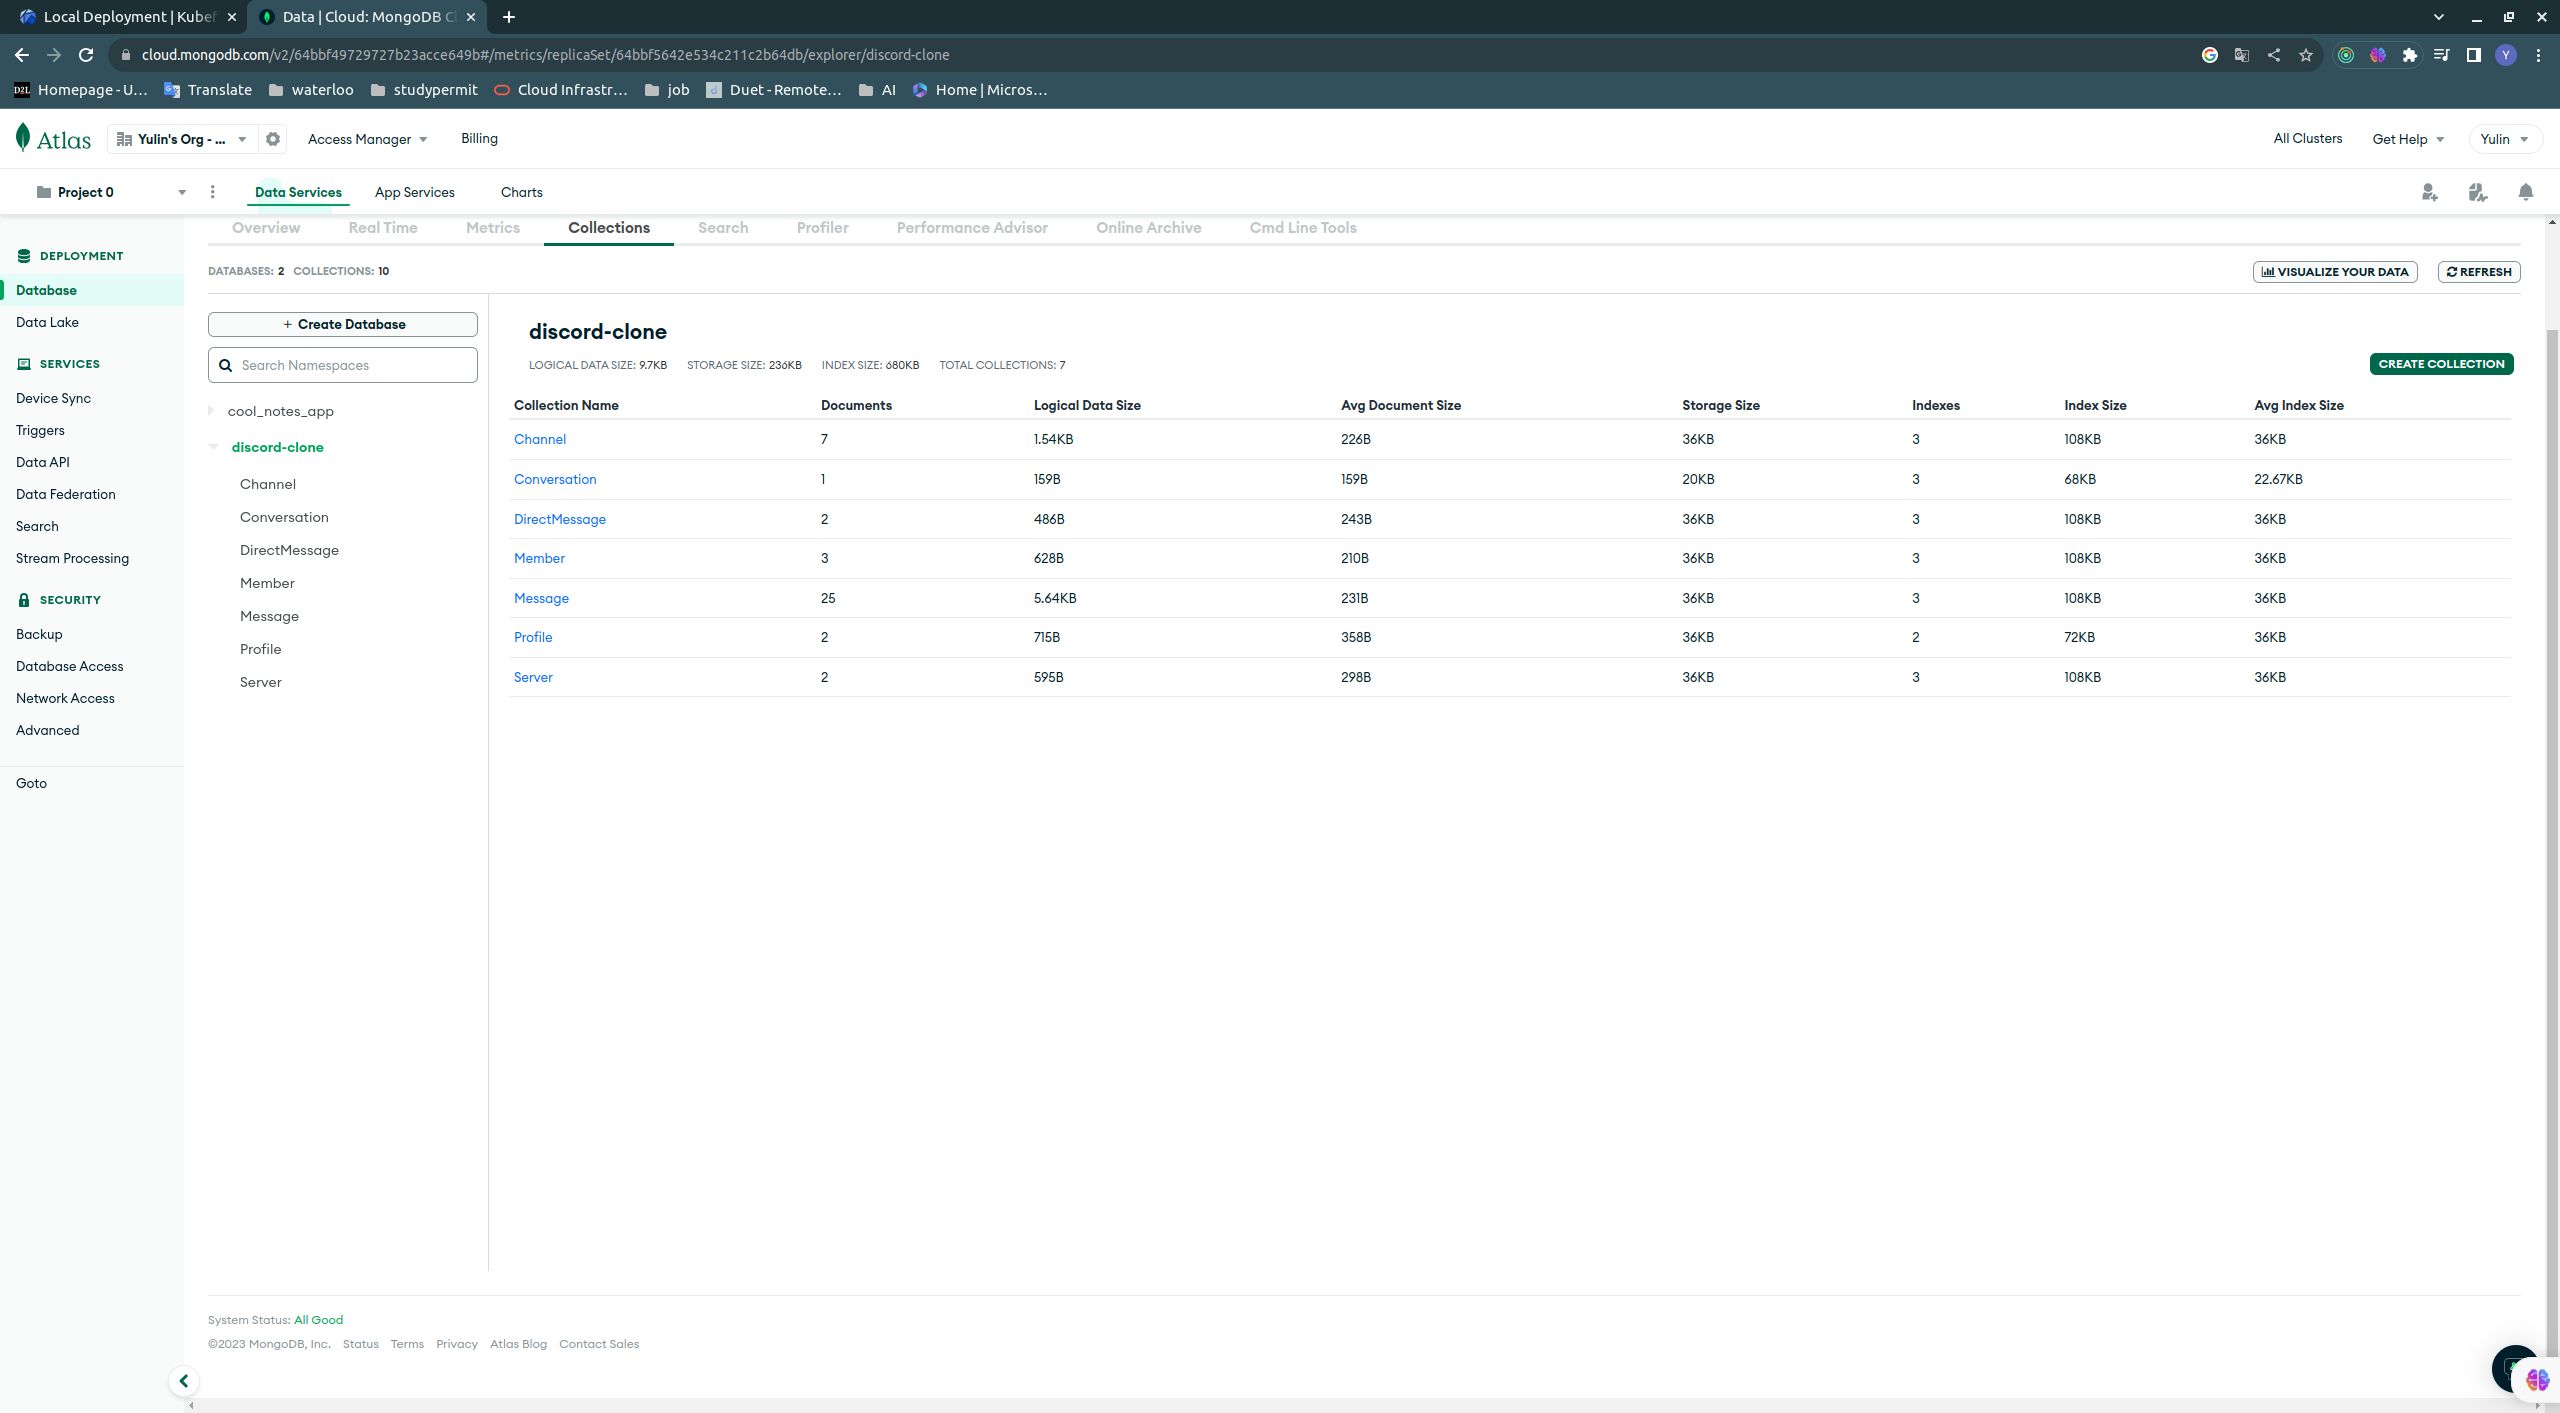 Local Deployment | Kubef
Data | Cloud: MongoDB C
cloud.mongodb.com/v2/64bbf49729727b23acce649b#/metrics/replicaSet/64bbf5642e534c211c2b64db/explorer/discord-clone
Y
Homepage - U...
Translate
waterloo
studypermit
Cloud Infrastr...
job
Duet - Remote...
AI
Home | Micros...
Atlas
Yulin's Org - ...
Access Manager
Billing
All Clusters
Get Help
Yulin
Project 0
Data Services
App Services
Charts
Overview
Real Time
Metrics
Collections
Search
Profiler
Performance Advisor
Online Archive
Cmd Line Tools
DEPLOYMENT
Database
Data Lake
SERVICES
Device Sync
Triggers
Data API
Data Federation
Search
Stream Processing
SECURITY
Backup
Database Access
Network Access
Advanced
Goto
DATABASES: 2 COLLECTIONS: 10
VISUALIZE YOUR DATA
REFRESH
+ Create Database
Search Namespaces
cool_notes_app
discord-clone
Channel
Conversation
DirectMessage
Member
Message
Profile
Server
discord-clone
LOGICAL DATA SIZE: 9.7KB STORAGE SIZE: 236KB INDEX SIZE: 680KB TOTAL COLLECTIONS: 7
CREATE COLLECTION
Collection Name Documents Logical Data Size Avg Document Size Storage Size Indexes Index Size Avg Index Size
Channel 7 1.54KB 226B 36KB 3 108KB 36KB
Conversation 1 159B 159B 20KB 3 68KB 22.67KB
DirectMessage 2 486B 243B 36KB 3 108KB 36KB
Member 3 628B 210B 36KB 3 108KB 36KB
Message 25 5.64KB 231B 36KB 3 108KB 36KB
Profile 2 715B 358B 36KB 2 72KB 36KB
Server 2 595B 298B 36KB 3 108KB 36KB
System Status: All Good
©2023 MongoDB, Inc. Status Terms Privacy Atlas Blog Contact Sales